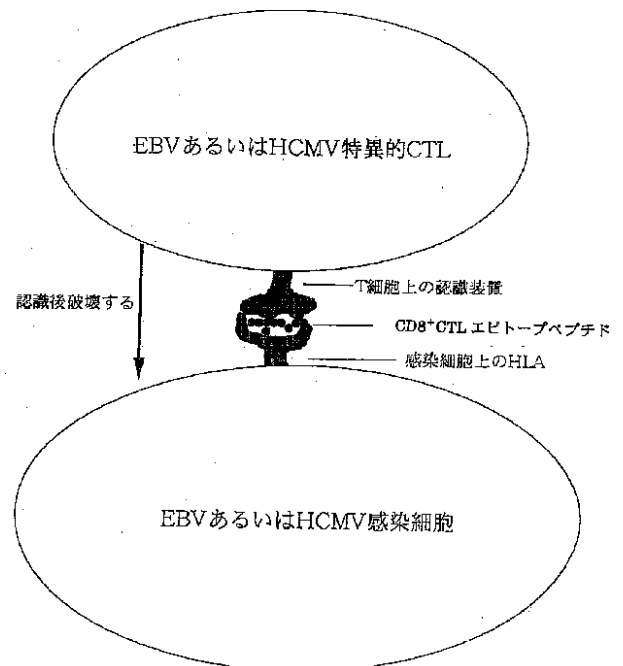 EBVあるいはHCMV特異的CTL
T細胞上の認識装置
認識後破壊する
CD8⁺CTLエピトープペプチド
感染細胞上のHLA
EBVあるいはHCMV感染細胞